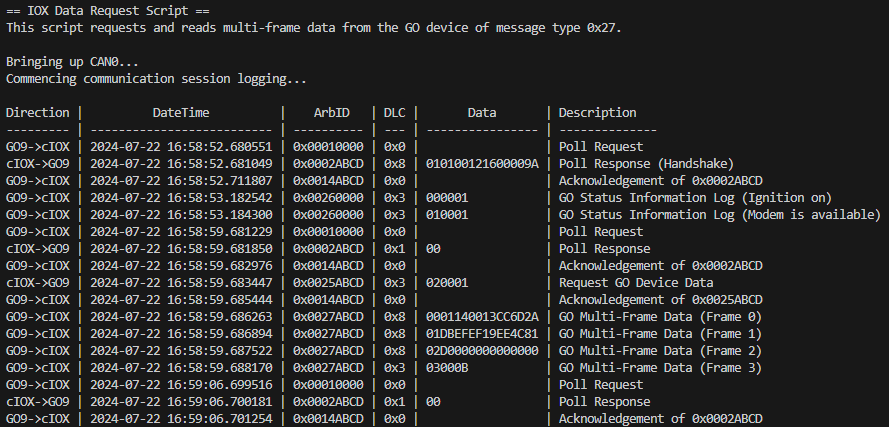 == IOX Data Request Script ==
This script requests and reads multi-frame data from the GO device of message type 0x27.
Bringing up CAN0...
Commencing communication session logging...
Direction | DateTime | ArbID | DLC | Data | Description
--------- | -------------------------- | ---------- | --- | ---------------- | --------------
GO9->cIOX | 2024-07-22 16:58:52.680551 | 0x00010000 | 0x0 | | Poll Request
cIOX->GO9 | 2024-07-22 16:58:52.681049 | 0x0002ABCD | 0x8 | 010100121600009A | Poll Response (Handshake)
GO9->cIOX | 2024-07-22 16:58:52.711807 | 0x0014ABCD | 0x0 | | Acknowledgement of 0x0002ABCD
GO9->cIOX | 2024-07-22 16:58:53.182542 | 0x00260000 | 0x3 | 000001 | GO Status Information Log (Ignition on)
GO9->cIOX | 2024-07-22 16:58:53.184300 | 0x00260000 | 0x3 | 010001 | GO Status Information Log (Modem is available)
GO9->cIOX | 2024-07-22 16:58:59.681229 | 0x00010000 | 0x0 | | Poll Request
cIOX->GO9 | 2024-07-22 16:58:59.681850 | 0x0002ABCD | 0x1 | 00 | Poll Response
GO9->cIOX | 2024-07-22 16:58:59.682976 | 0x0014ABCD | 0x0 | | Acknowledgement of 0x0002ABCD
cIOX->GO9 | 2024-07-22 16:58:59.683447 | 0x0025ABCD | 0x3 | 020001 | Request GO Device Data
GO9->cIOX | 2024-07-22 16:58:59.685444 | 0x0014ABCD | 0x0 | | Acknowledgement of 0x0025ABCD
GO9->cIOX | 2024-07-22 16:58:59.686263 | 0x0027ABCD | 0x8 | 0001140013CC6D2A | GO Multi-Frame Data (Frame 0)
GO9->cIOX | 2024-07-22 16:58:59.686894 | 0x0027ABCD | 0x8 | 01DBEFEF19EE4C81 | GO Multi-Frame Data (Frame 1)
GO9->cIOX | 2024-07-22 16:58:59.687522 | 0x0027ABCD | 0x8 | 02D0000000000000 | GO Multi-Frame Data (Frame 2)
GO9->cIOX | 2024-07-22 16:58:59.688170 | 0x0027ABCD | 0x3 | 03000B | GO Multi-Frame Data (Frame 3)
GO9->cIOX | 2024-07-22 16:59:06.699516 | 0x00010000 | 0x0 | | Poll Request
cIOX->GO9 | 2024-07-22 16:59:06.700181 | 0x0002ABCD | 0x1 | 00 | Poll Response
GO9->cIOX | 2024-07-22 16:59:06.701254 | 0x0014ABCD | 0x0 | | Acknowledgement of 0x0002ABCD